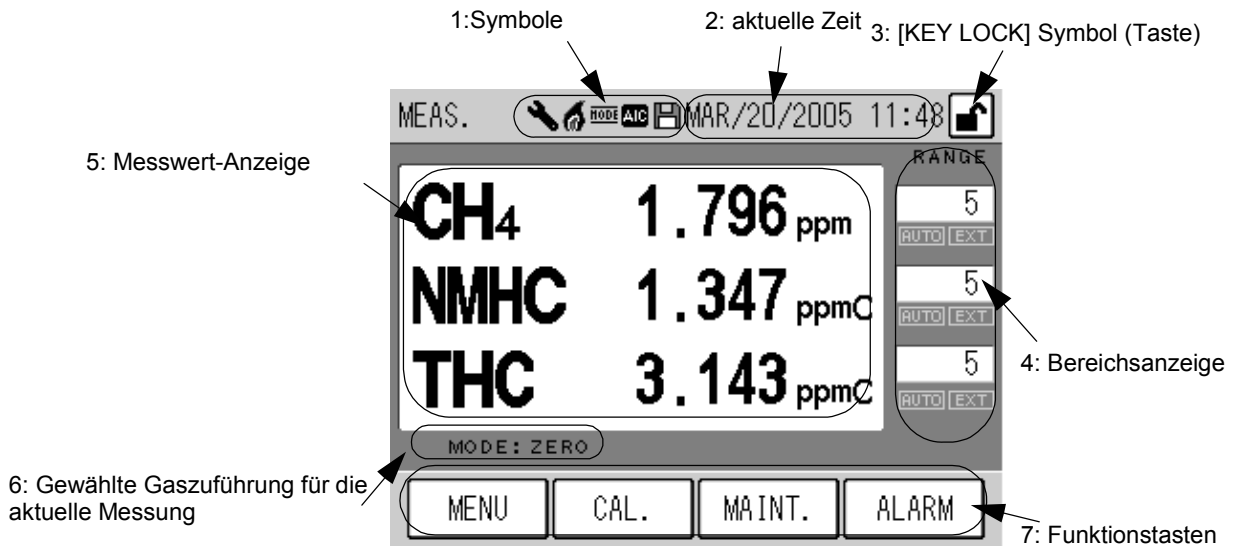 1:Symbole
2: aktuelle Zeit
3: [KEY LOCK] Symbol (Taste)
MEAS. MODE AIC MAR/20/2005 11:48
5: Messwert-Anzeige
RANGE
CH4 1.796 ppm
5
AUTO EXT
NMHC 1.347 ppmC
5
AUTO EXT
THC 3.143 ppmC
5
AUTO EXT
4: Bereichsanzeige
MODE: ZERO
6: Gewählte Gaszuführung für die
aktuelle Messung
MENU CAL. MAINT. ALARM
7: Funktionstasten